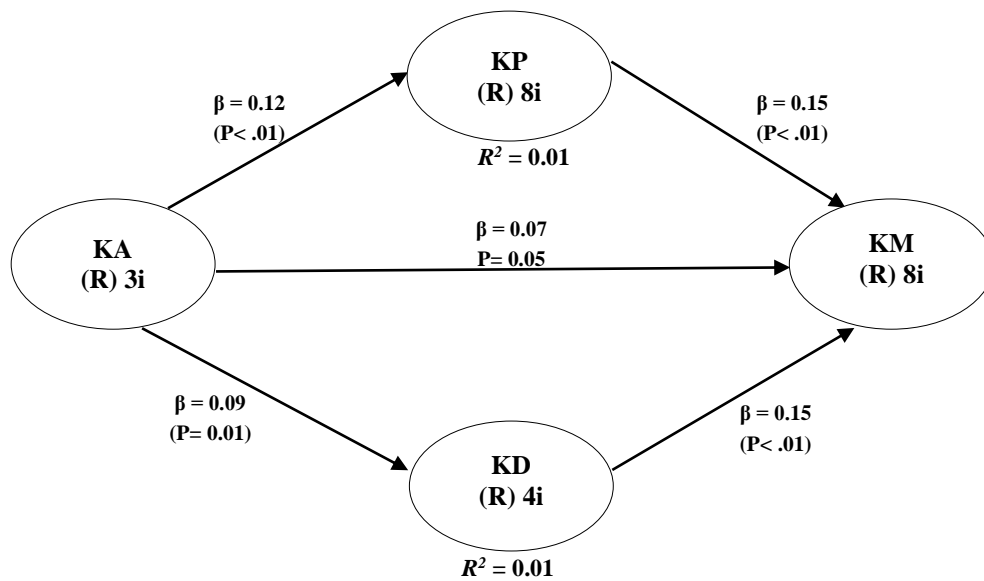 KP
(R) 8i
R² = 0.01
β = 0.12
(P< .01)
β = 0.15
(P< .01)
KA
(R) 3i
β = 0.07
P= 0.05
KM
(R) 8i
β = 0.09
(P= 0.01)
β = 0.15
(P< .01)
KD
(R) 4i
R² = 0.01